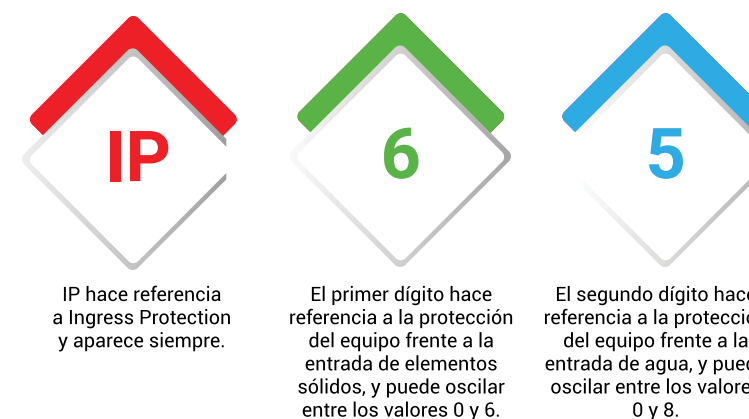 IP
IP hace referencia
a Ingress Protection
y aparece siempre.
6
El primer dígito hace
referencia a la protección
del equipo frente a la
entrada de elementos
sólidos, y puede oscilar
entre los valores 0 y 6.
5
El segundo dígito hace
referencia a la protecció
del equipo frente a la
entrada de agua, y pued
oscilar entre los valore
0 y 8.